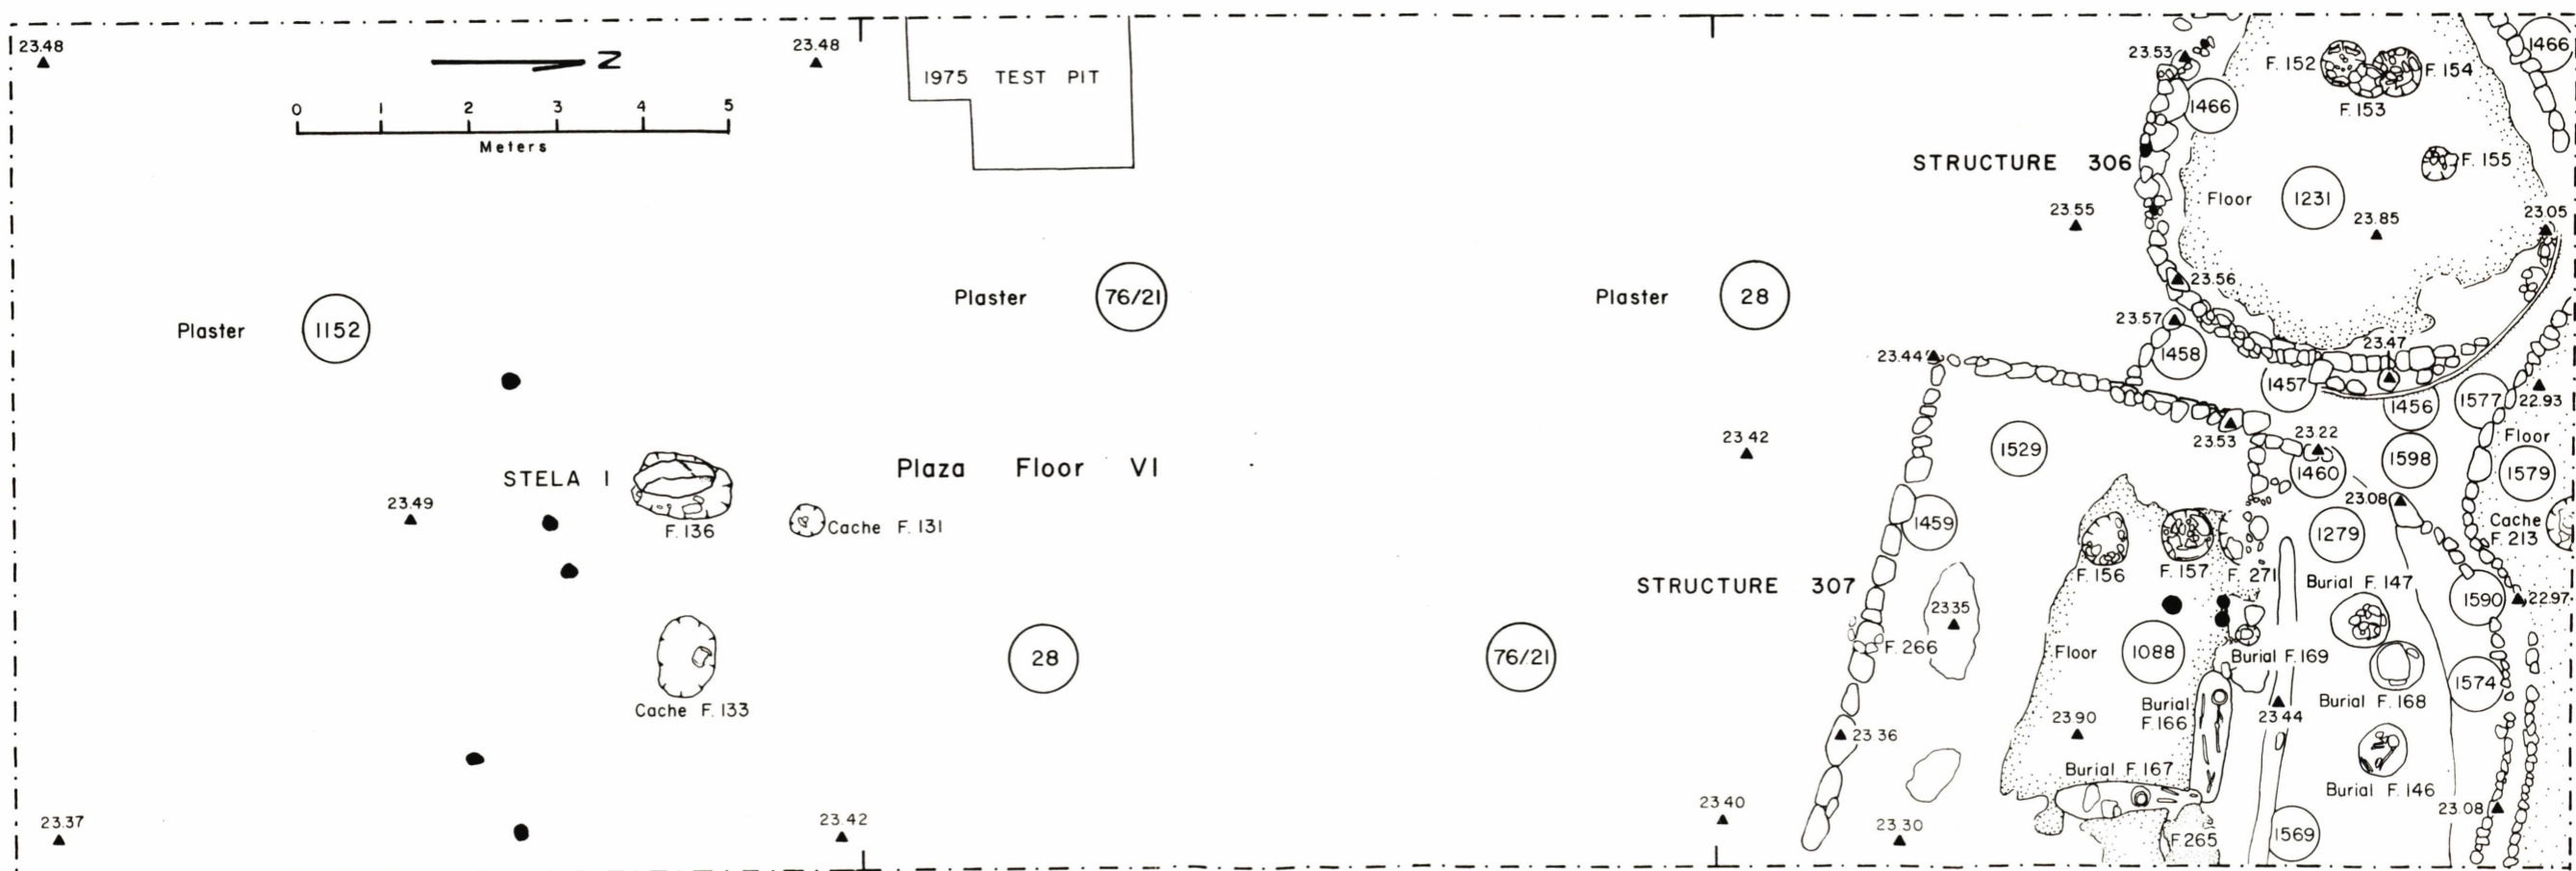 23.48
23.48
N
0 1 2 3 4 5
Meters
1975 TEST PIT
23.53
F. 152
F. 154
F. 153
1466
1466
STRUCTURE 306
F. 155
Floor
1231
23.85
23.55
23.05
23.56
Plaster 1152
Plaster 76/21
Plaster 28
23.57
1458
23.44
23.47
1457
1456
1577
22.93
STELA 1
F. 136
23.49
Cache F. 131
Plaza Floor VI
23.42
1529
23.53
23.22
1460
1598
Floor
1579
23.08
1459
1279
Cache
F. 213
F. 156
F. 157
F. 271
Burial F. 147
STRUCTURE 307
2335
1590
22.97
F. 266
Cache F. 133
28
76/21
Floor
1088
Burial F. 169
Burial
F. 166
Burial F. 168
1574
23 36
23 90
23 44
Burial F. 167
Burial F. 146
23.37
23.42
23 40
23.30
F. 265
1569
23.08